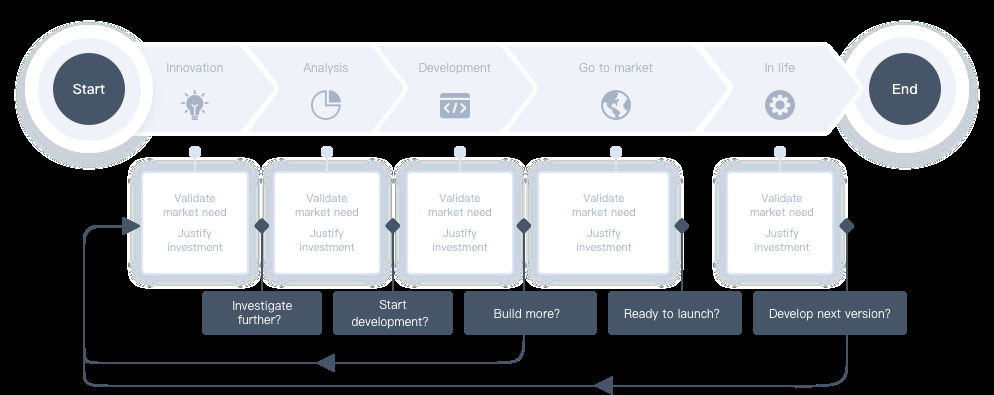 Start
Innovation
Analysis
Development
Go to market
In life
End
Validate
market need
Justify
investment
Validate
market need
Justify
investment
Validate
market need
Justify
investment
Validate
market need
Justify
investment
Validate
market need
Justify
investment
Investigate
further?
Start
development?
Build more?
Ready to launch?
Develop next version?